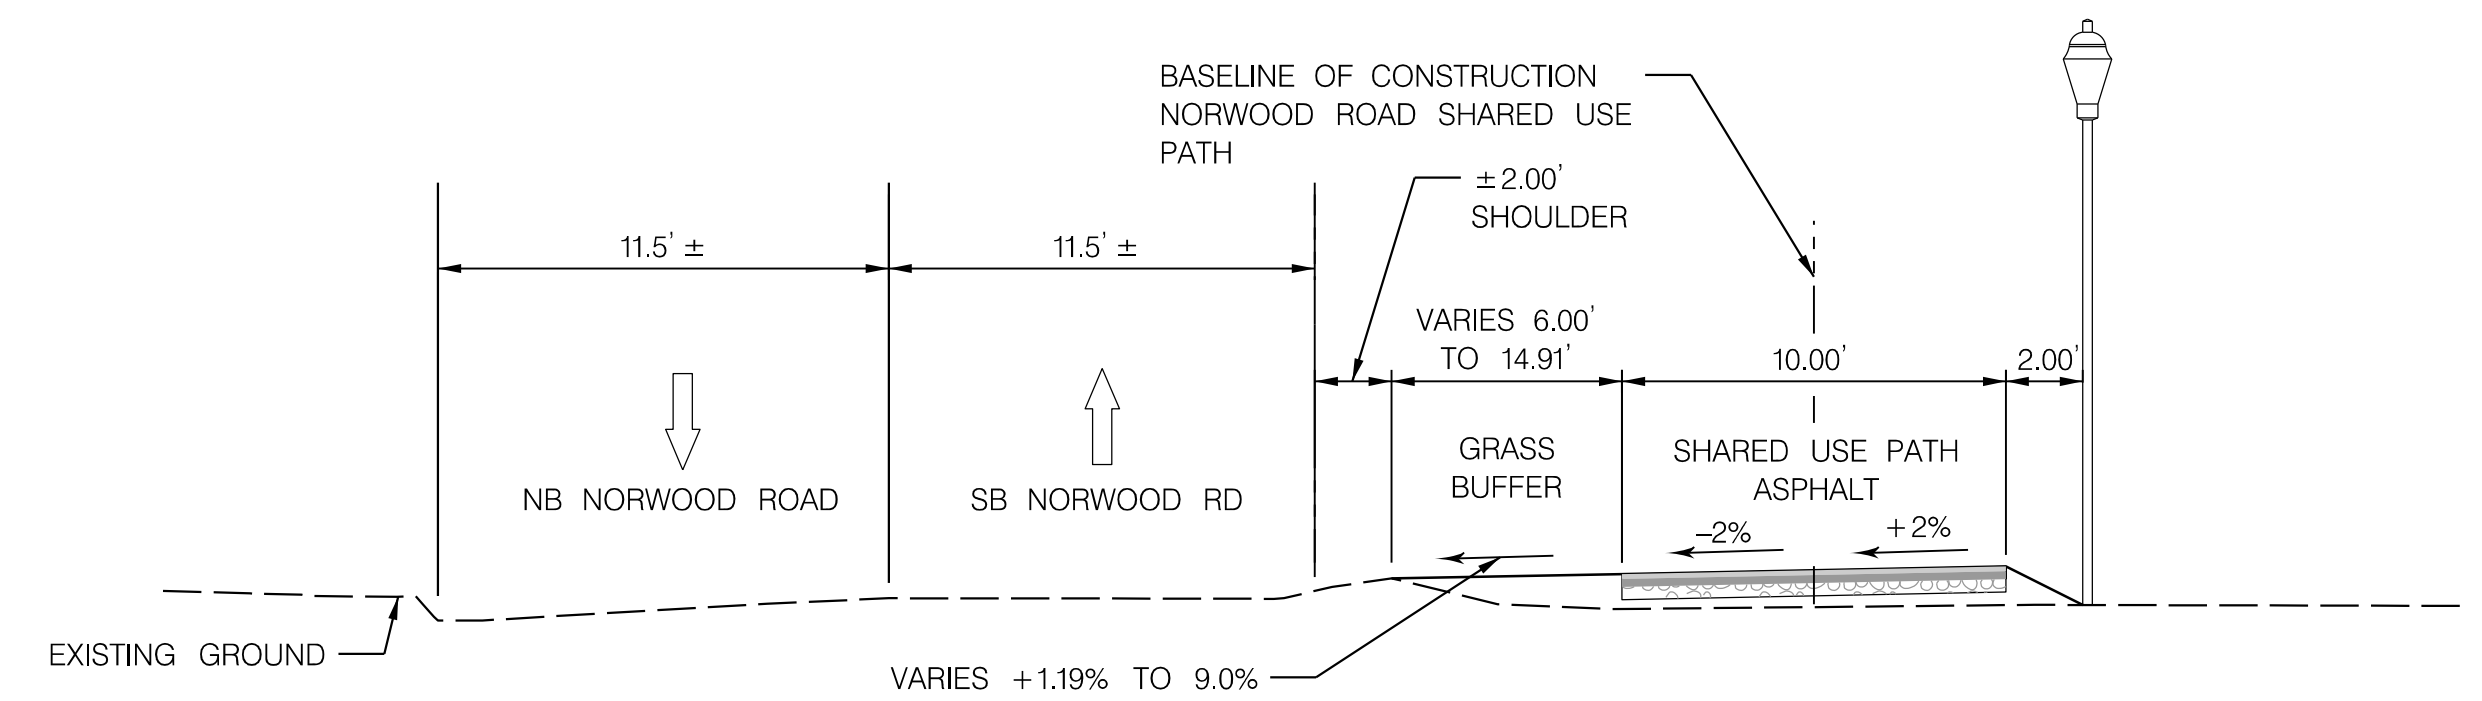 BASELINE OF CONSTRUCTION
NORWOOD ROAD SHARED USE
PATH
±2.00'
SHOULDER
11.5' ±
11.5' ±
VARIES 6.00'
TO 14.91'
10.00'
2.00'
GRASS
BUFFER
SHARED USE PATH
ASPHALT
NB NORWOOD ROAD
SB NORWOOD RD
-2%
+2%
EXISTING GROUND
VARIES +1.19% TO 9.0%